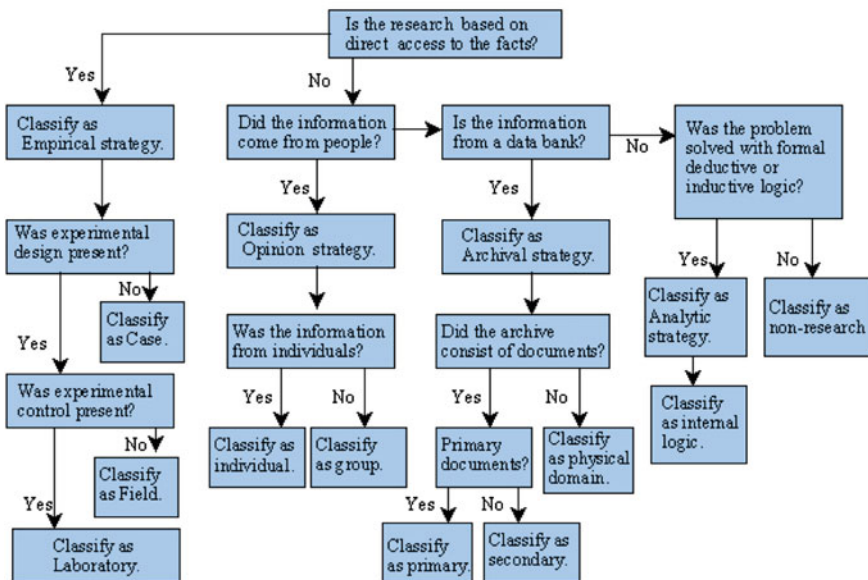 Is the research based on
direct access to the facts?
Yes
No
Classify as
Empirical strategy.
Did the information
come from people?
Is the information
from a data bank?
No
Was the problem
solved with formal
deductive or
inductive logic?
Yes
Yes
Was experimental
design present?
Classify as
Opinion strategy.
Classify as
Archival strategy.
Yes
No
No
Classify
as Case.
Classify as
Analytic
strategy.
Classify as
non-research
Yes
Was the information
from individuals?
Did the archive
consist of documents?
Was experimental
control present?
Yes
No
Yes
No
Classify
as internal
logic.
No
Classify
as Field.
Classify as
individual.
Classify
as group.
Primary
documents?
Classify
as physical
domain.
Yes
Yes
No
Classify as
Laboratory.
Classify
as primary.
Classify as
secondary.